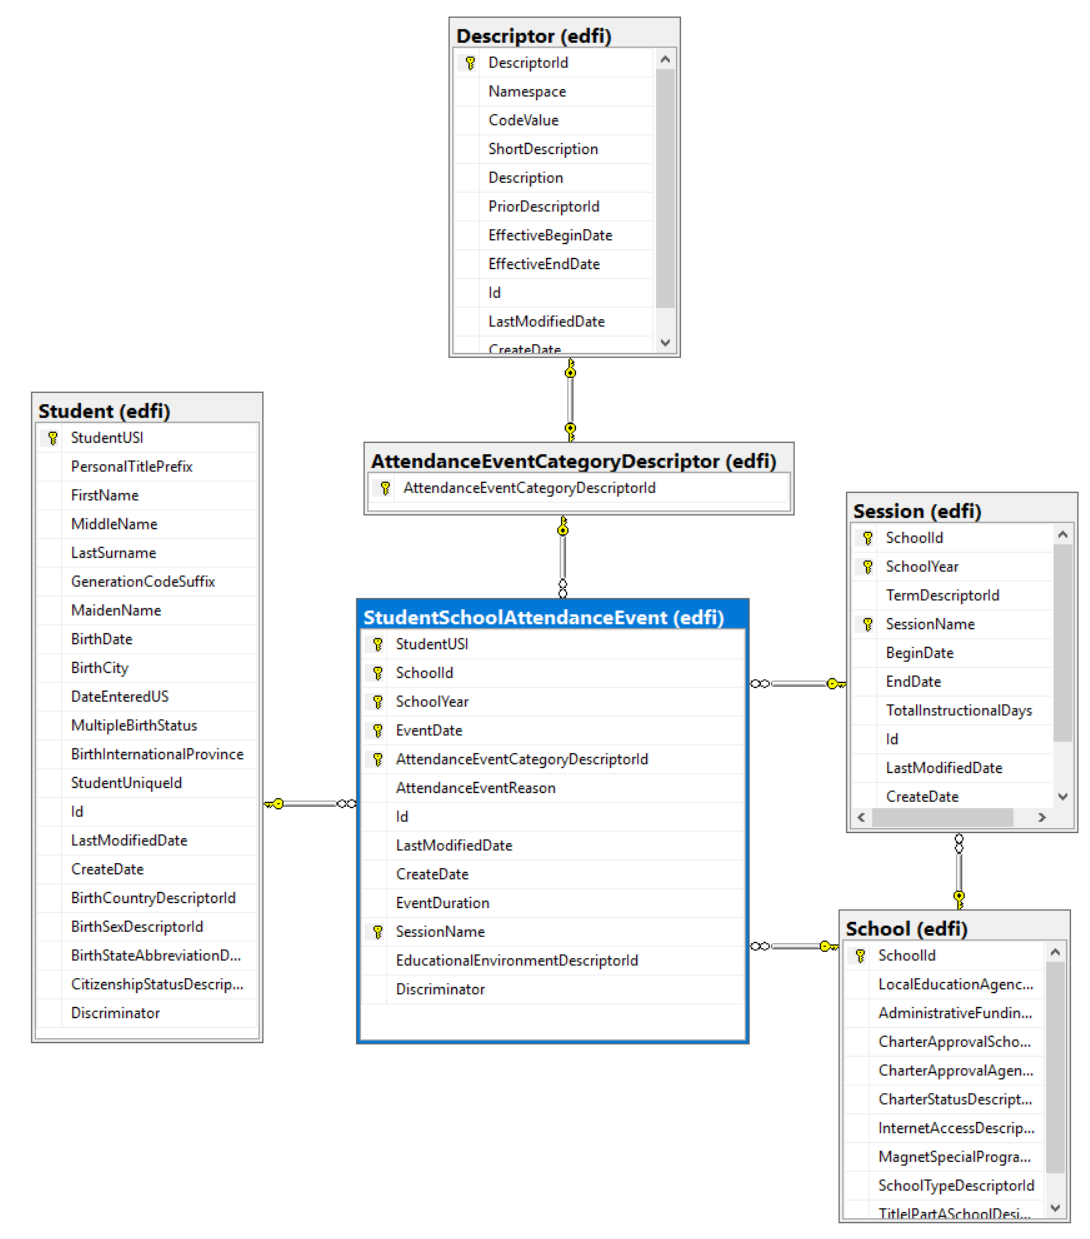 Descriptor (edfi)
DescriptorId
Namespace
CodeValue
ShortDescription
Description
PriorDescriptorId
EffectiveBeginDate
EffectiveEndDate
Id
LastModifiedDate
CreateDate
Student (edfi)
StudentUSI
PersonalTitlePrefix
FirstName
MiddleName
LastSurname
GenerationCodeSuffix
MaidenName
BirthDate
BirthCity
DateEnteredUS
MultipleBirthStatus
BirthInternationalProvince
StudentUniqueId
Id
LastModifiedDate
CreateDate
BirthCountryDescriptorId
BirthSexDescriptorId
BirthStateAbbreviationD...
CitizenshipStatusDescrip...
Discriminator
AttendanceEventCategoryDescriptor (edfi)
AttendanceEventCategoryDescriptorId
StudentSchoolAttendanceEvent (edfi)
StudentUSI
SchoolId
SchoolYear
EventDate
AttendanceEventCategoryDescriptorId
AttendanceEventReason
Id
LastModifiedDate
CreateDate
EventDuration
SessionName
EducationalEnvironmentDescriptorId
Discriminator
Session (edfi)
SchoolId
SchoolYear
TermDescriptorId
SessionName
BeginDate
EndDate
TotalInstructionalDays
Id
LastModifiedDate
CreateDate
School (edfi)
SchoolId
LocalEducationAgenc...
AdministrativeFundin...
CharterApprovalScho...
CharterApprovalAgen...
CharterStatusDescript...
InternetAccessDescrip...
MagnetSpecialProgra...
SchoolTypeDescriptorId
TitleIPartASchoolDesi...